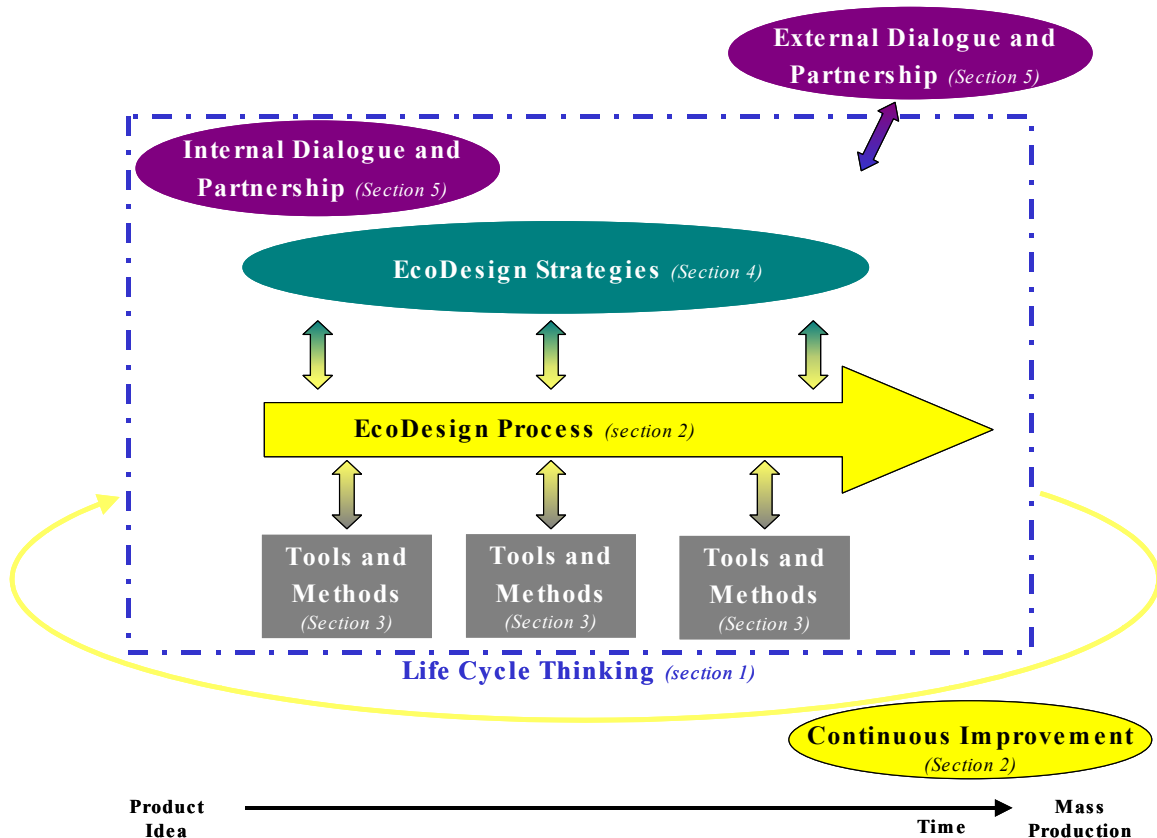 External Dialogue and
Partnership (Section 5)
Internal Dialogue and
Partnership (Section 5)
EcoDesign Strategies (Section 4)
EcoDesign Process (section 2)
Tools and
Methods
(Section 3)
Tools and
Methods
(Section 3)
Tools and
Methods
(Section 3)
Life Cycle Thinking (section 1)
Continuous Improvement
(Section 2)
Product
Idea
Time
Mass
Production